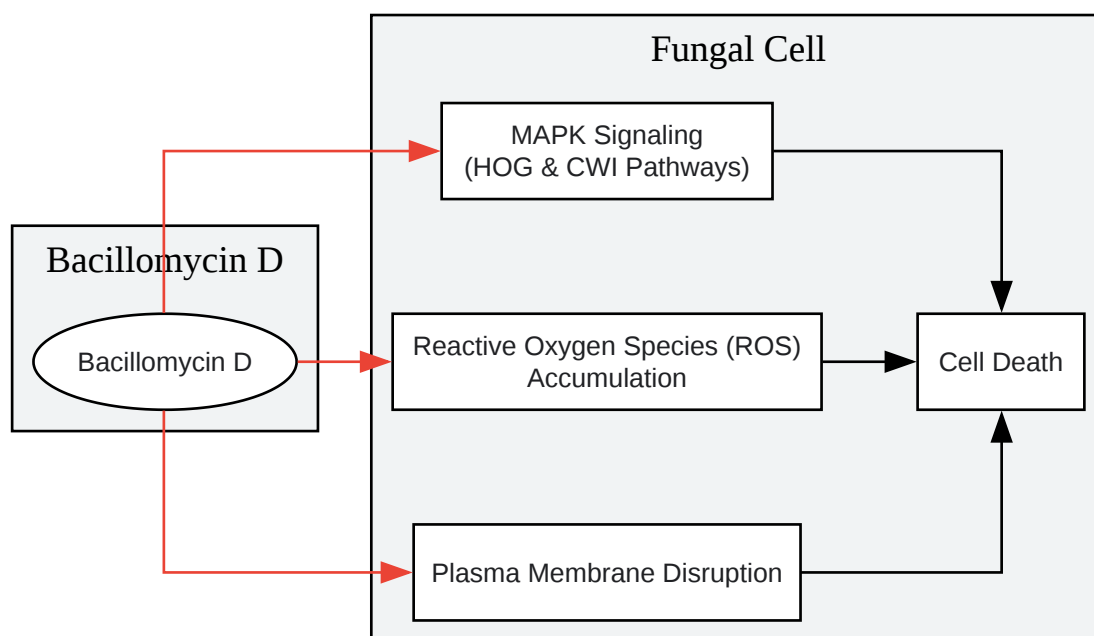 Fungal Cell
MAPK Signaling
(HOG & CWI Pathways)
Bacillomycin D
Bacillomycin D
Reactive Oxygen Species (ROS)
Accumulation
Cell Death
Plasma Membrane Disruption